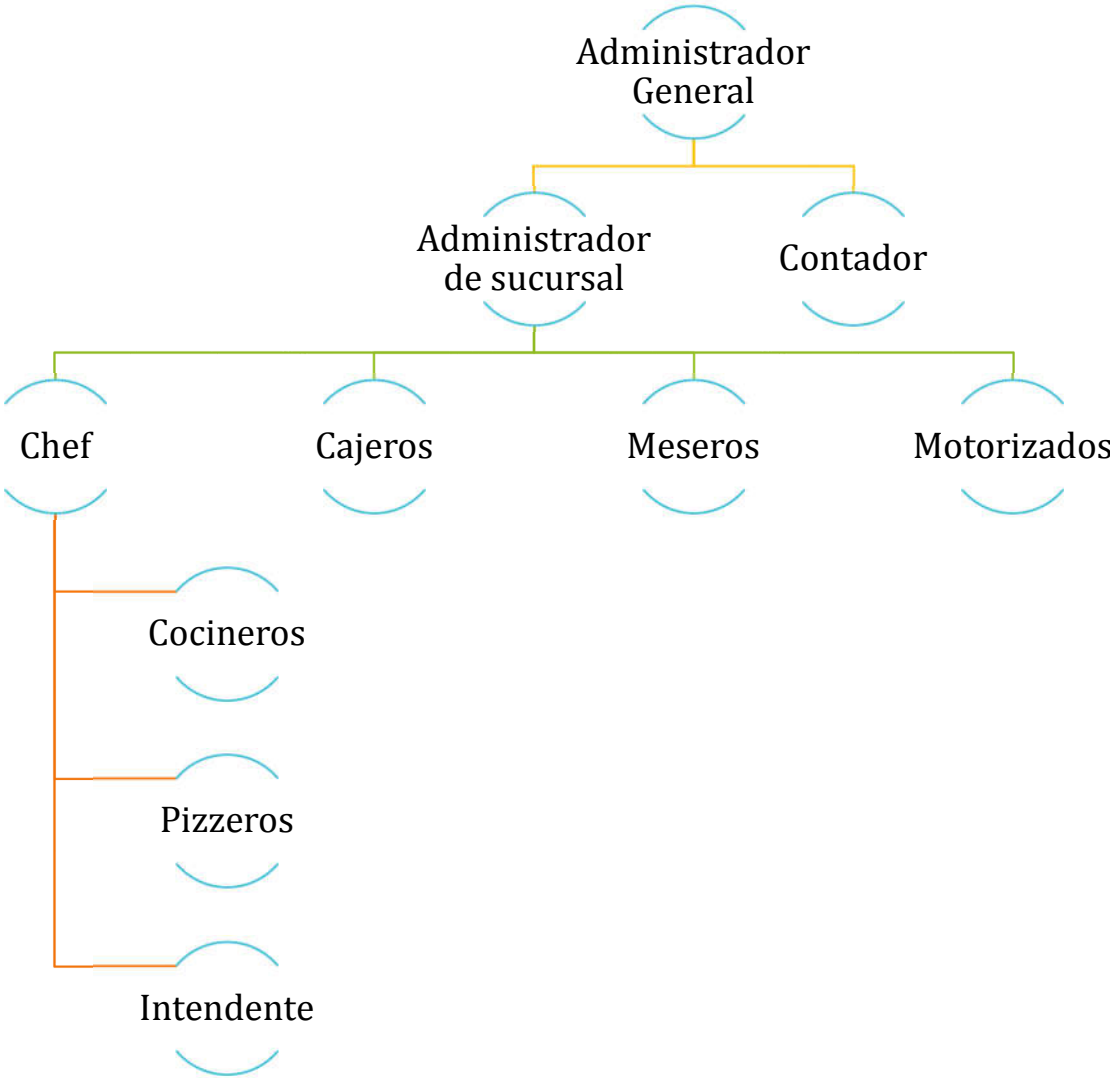 Administrador
General
Administrador
de sucursal
Contador
Chef
Cajeros
Meseros
Motorizados
Cocineros
Pizzeros
Intendente